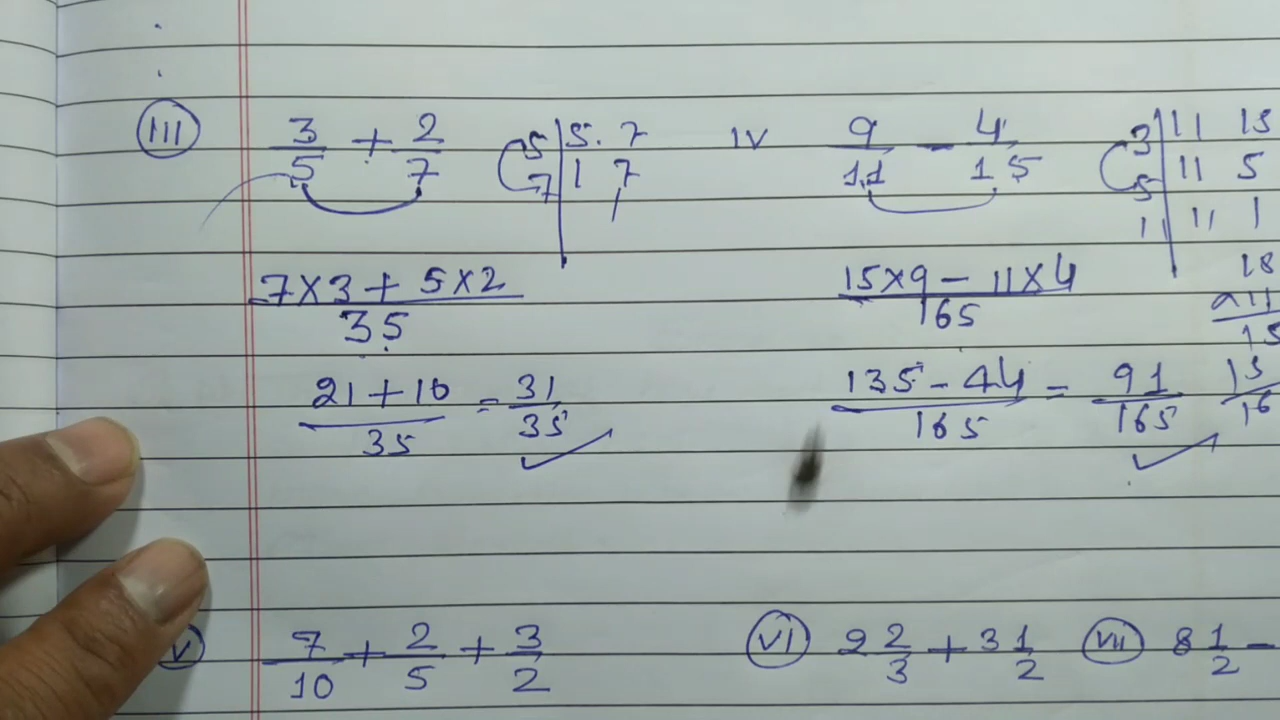 III 3/5 + 2/7 5 | 5. 7 IV 9/11 - 4/15 3 | 11 15
7 | 1 7 5 | 11 5
11 | 11 1
(7×3 + 5×2)/35 (15×9 - 11×4)/165
(21 + 10)/35 = 31/35 (135 - 44)/165 = 91/165
V 7/10 + 2/5 + 3/2 VI 2 2/3 + 3 1/2 VII 8 1/2 -